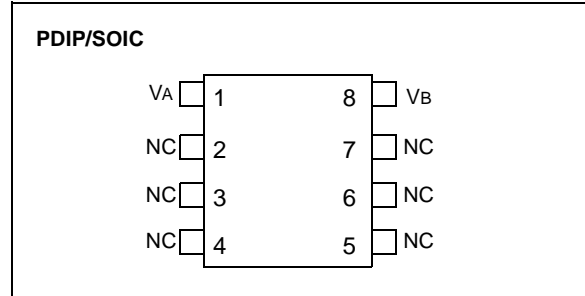 PDIP/SOIC
VA 1 8 VB
NC 2 7 NC
NC 3 6 NC
NC 4 5 NC